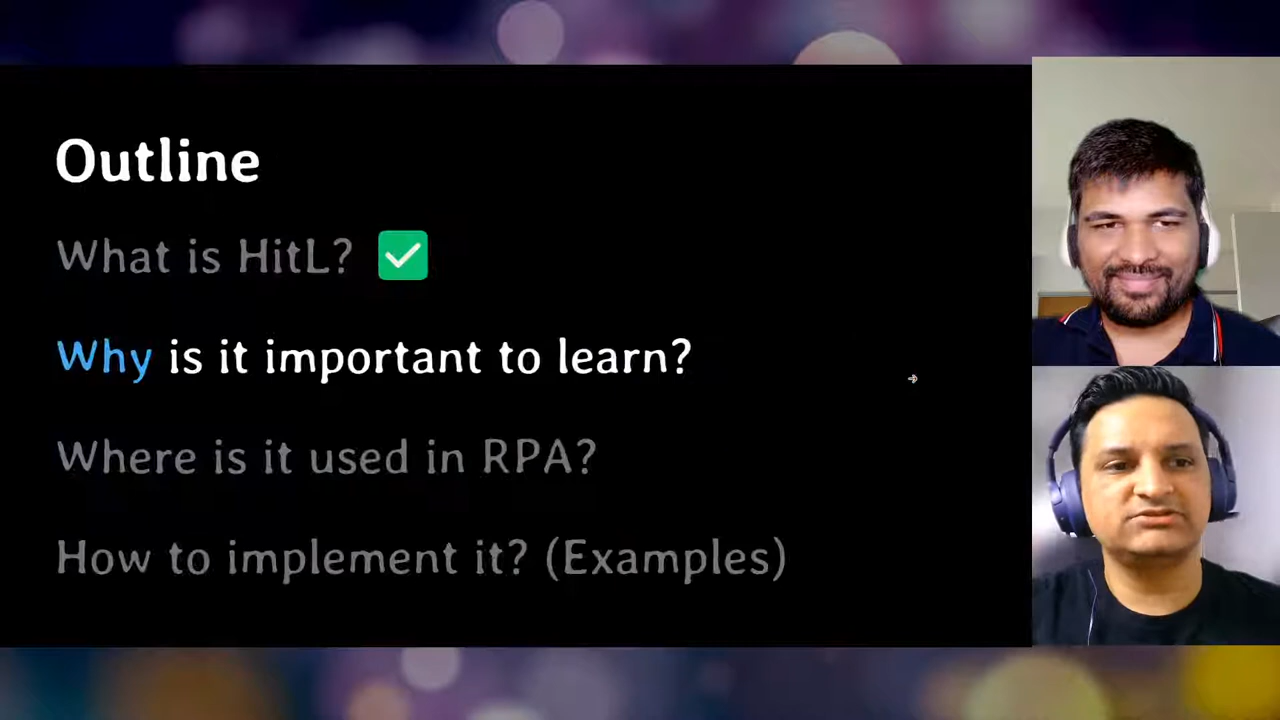 Outline
What is HitL? ✅
Why is it important to learn?
Where is it used in RPA?
How to implement it? (Examples)